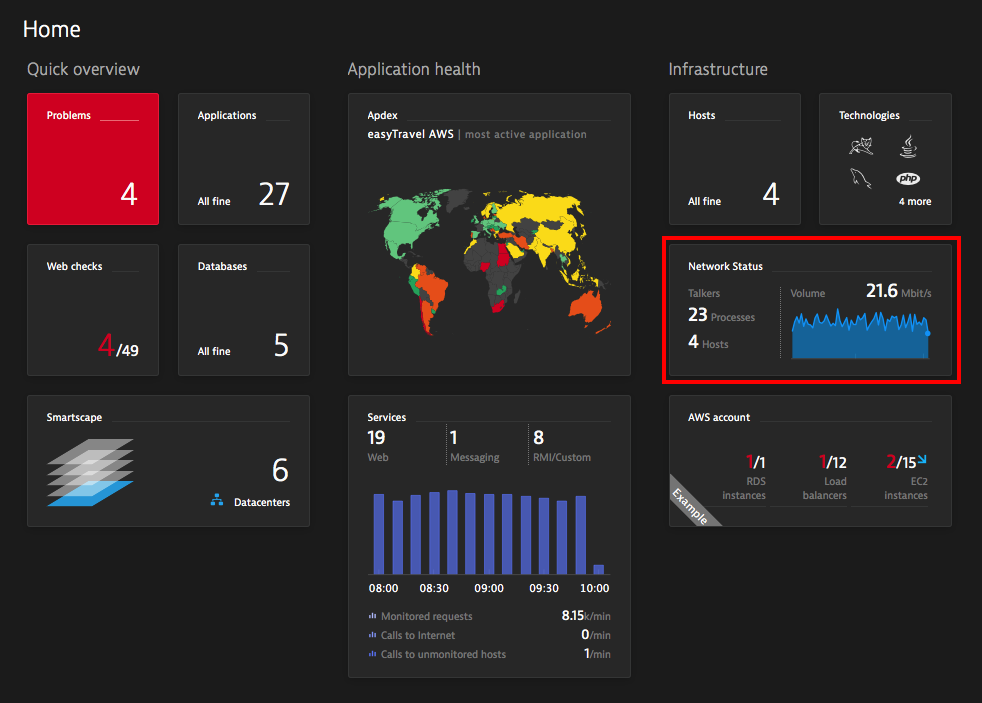 Home
Quick overview
Problems
4
Applications
All fine 27
Web checks
4/49
Databases
All fine 5
Smartscape
6
Datacenters
Application health
Apdex
easyTravel AWS | most active application
Services
19
Web
1
Messaging
8
RMI/Custom
08:00 08:30 09:00 09:30 10:00
Monitored requests 8.15k/min
Calls to Internet 0/min
Calls to unmonitored hosts 1/min
Infrastructure
Hosts
All fine 4
Technologies
php
4 more
Network Status
Talkers
23 Processes
4 Hosts
Volume 21.6 Mbit/s
AWS account
1/1
RDS
instances
1/12
Load
balancers
2/15
EC2
instances
Example